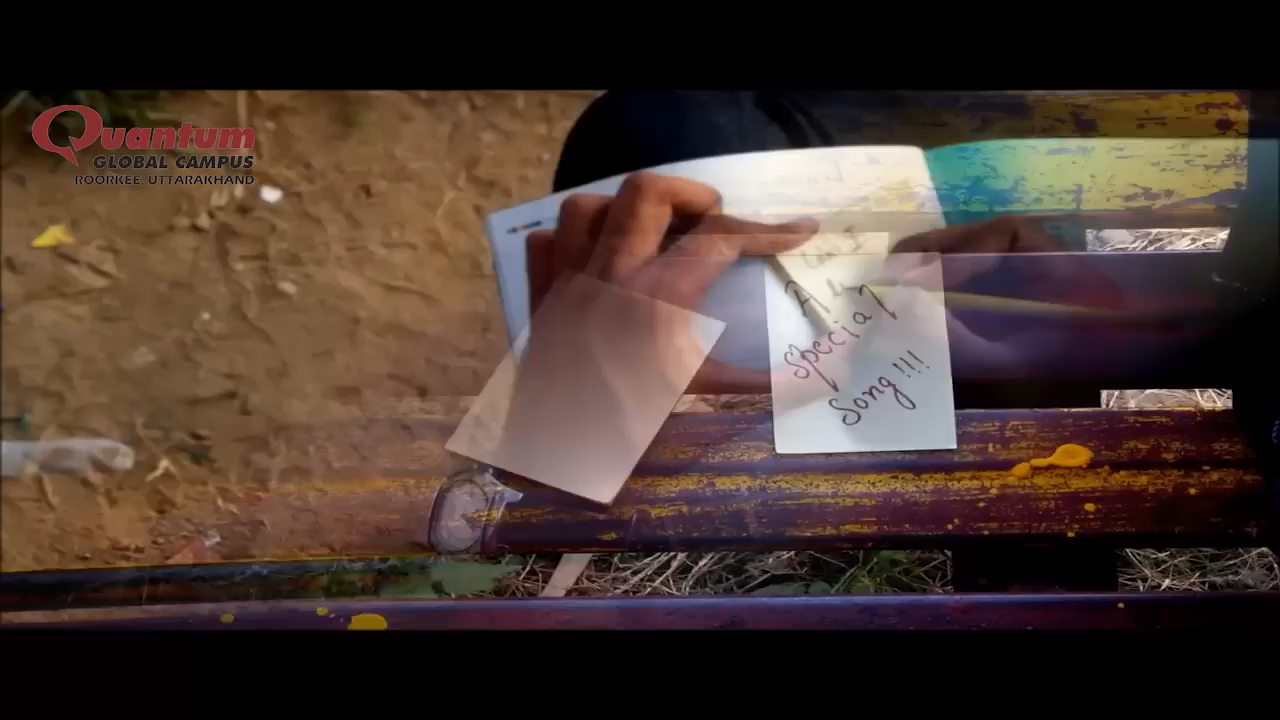 Quantum
GLOBAL CAMPUS
ROORKEE, UTTARAKHAND
A
special
song!!!